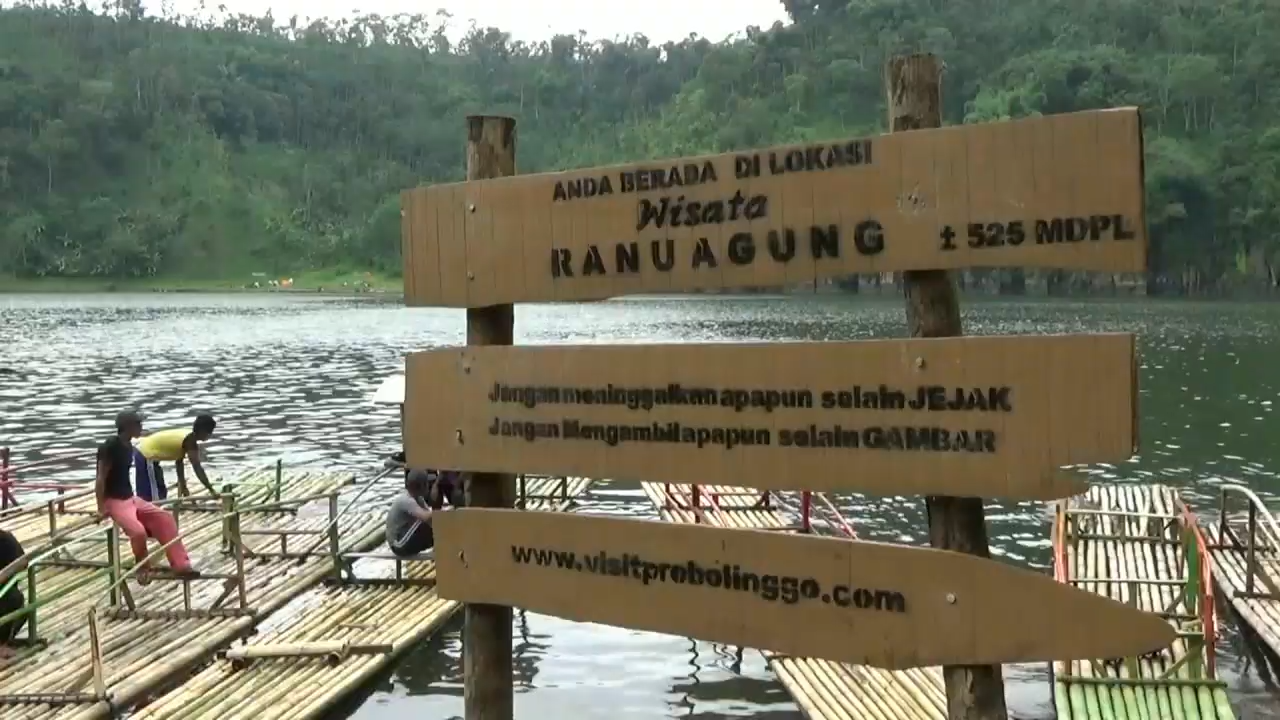 ANDA BERADA DI LOKASI
Wisata
RANUAGUNG ± 525 MDPL
Jangan meninggalkan apapun selain JEJAK
Jangan Mengambil apapun selain GAMBAR
www.visitprobolinggo.com